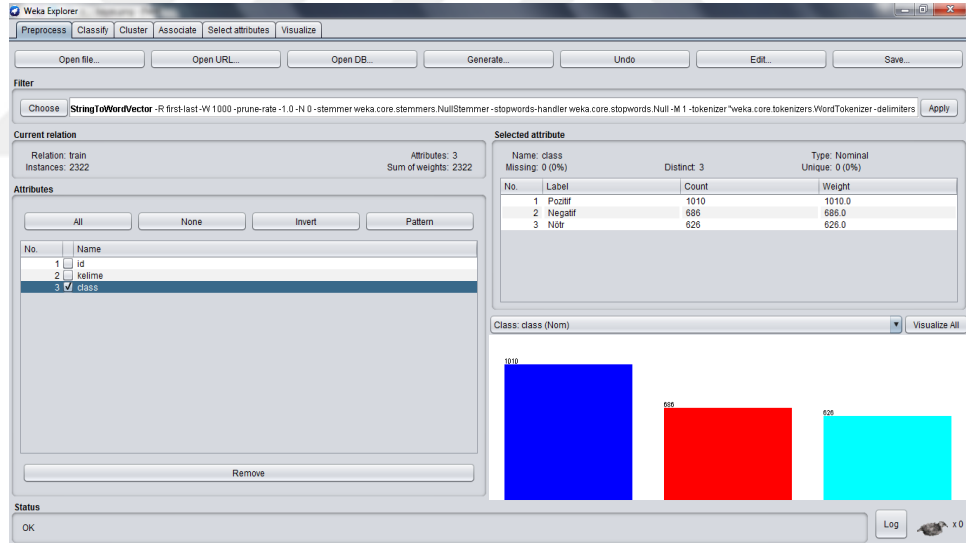 Weka Explorer
Preprocess Classify Cluster Associate Select attributes Visualize
Open file... Open URL... Open DB... Generate... Undo Edit... Save...
Filter
Choose StringToWordVector -R first-last -W 1000 -prune-rate -1.0 -N 0 -stemmer weka.core.stemmers.NullStemmer -stopwords-handler weka.core.stopwords.Null -M 1 -tokenizer "weka.core.tokenizers.WordTokenizer -delimiters Apply
Current relation
Relation: train Attributes: 3
Instances: 2322 Sum of weights: 2322
Attributes
All None Invert Pattern
No. Name
1 id
2 kelime
3 class
Remove
Selected attribute
Name: class Type: Nominal
Missing: 0 (0%) Distinct: 3 Unique: 0 (0%)
No. Label Count Weight
1 Pozitif 1010 1010.0
2 Negatif 686 686.0
3 Nötr 626 626.0
Class: class (Nom) Visualize All
1010
686
626
Status
OK Log x 0